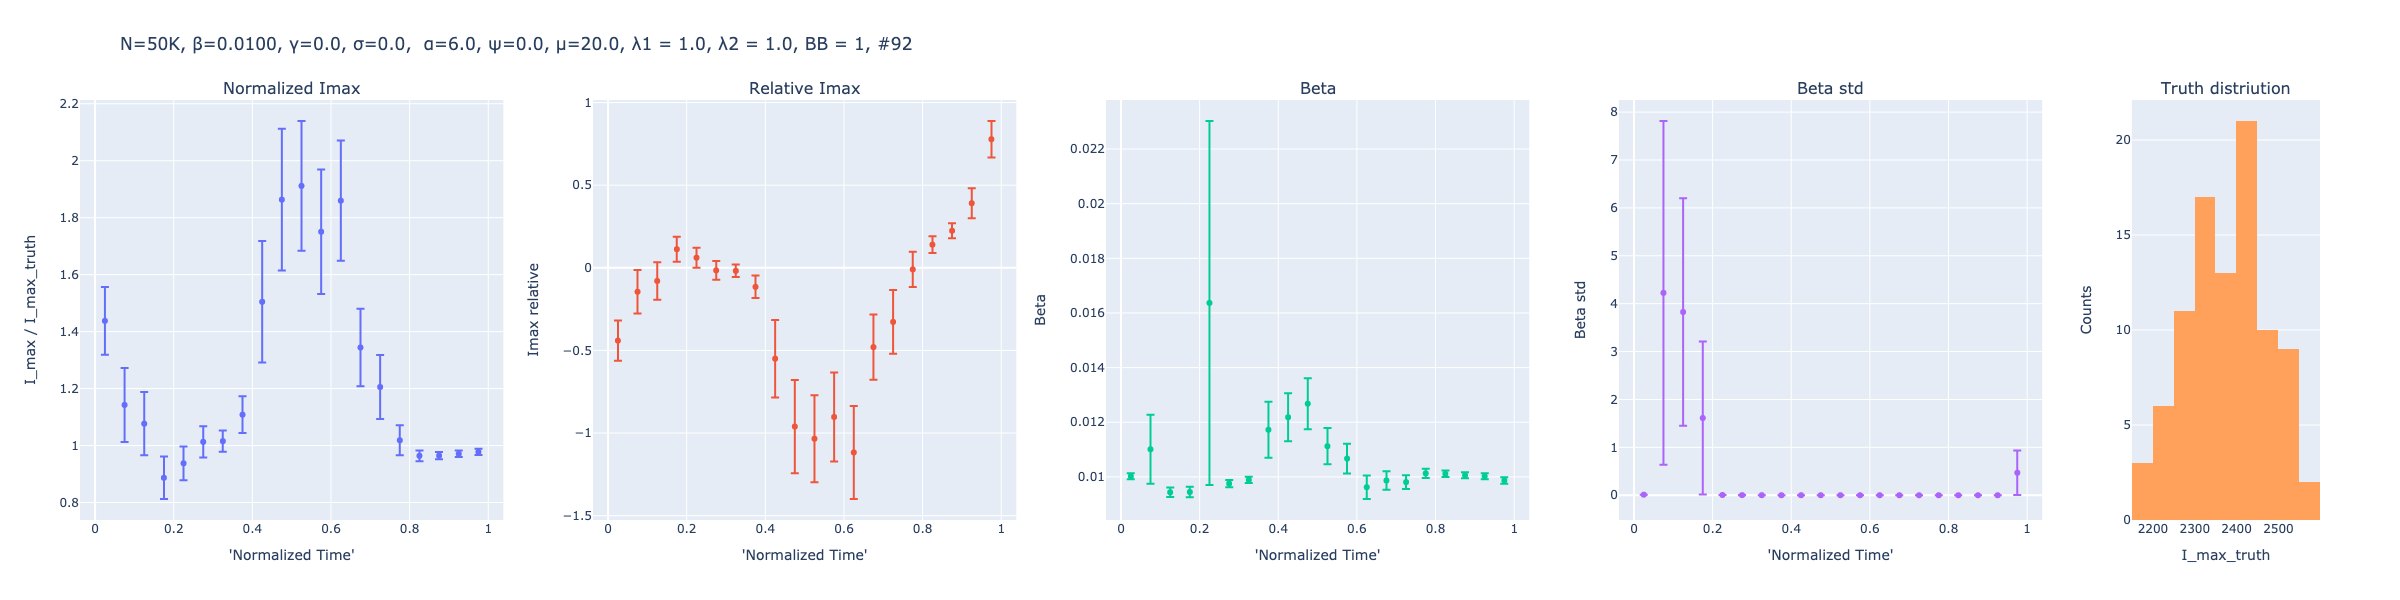 N=50K, β=0.0100, γ=0.0, σ=0.0,  α=6.0, ψ=0.0, μ=20.0, λ1 = 1.0, λ2 = 1.0, BB = 1, #92
Normalized Imax
I_max / I_max_truth
2.2
2
1.8
1.6
1.4
1.2
1
0.8
0 0.2 0.4 0.6 0.8 1
'Normalized Time'
Relative Imax
Imax relative
1
0.5
0
−0.5
−1
−1.5
0 0.2 0.4 0.6 0.8 1
'Normalized Time'
Beta
Beta
0.022
0.02
0.018
0.016
0.014
0.012
0.01
0 0.2 0.4 0.6 0.8 1
'Normalized Time'
Beta std
Beta std
8
7
6
5
4
3
2
1
0
0 0.2 0.4 0.6 0.8 1
'Normalized Time'
Truth distriution
Counts
20
15
10
5
0
2200 2300 2400 2500
I_max_truth